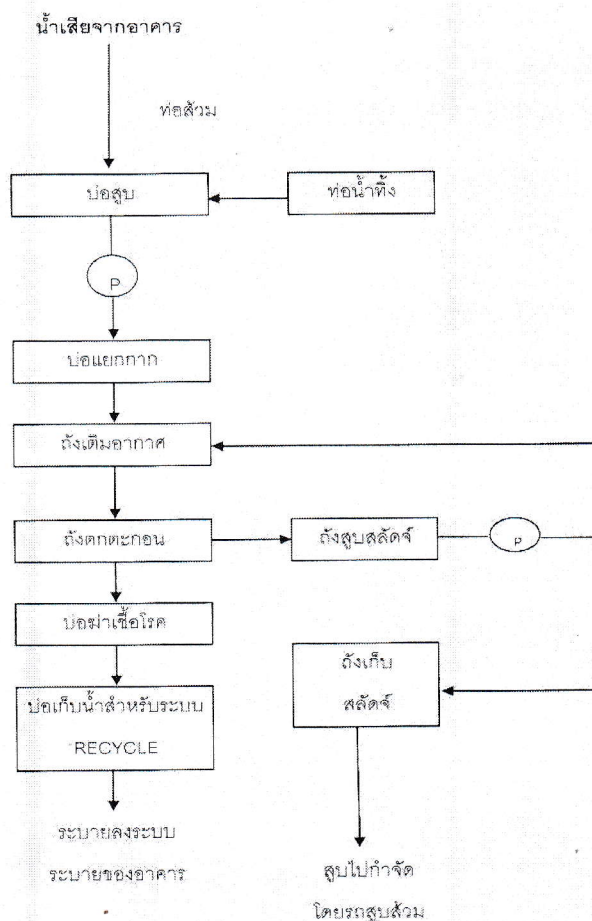 น้ำเสียจากอาคาร
ท่อส้วม
บ่อสูบ
ท่อน้ำทิ้ง
P
บ่อแยกกาก
ถังเติมอากาศ
ถังตกตะกอน
ถังสูบสลัดจ์
P
บ่อฆ่าเชื้อโรค
ถังเก็บ
สลัดจ์
บ่อเก็บน้ำสำหรับระบบ
RECYCLE
ระบายลงระบบ
ระบายของอาคาร
สูบไปกำจัด
โดยรถสูบส้วม